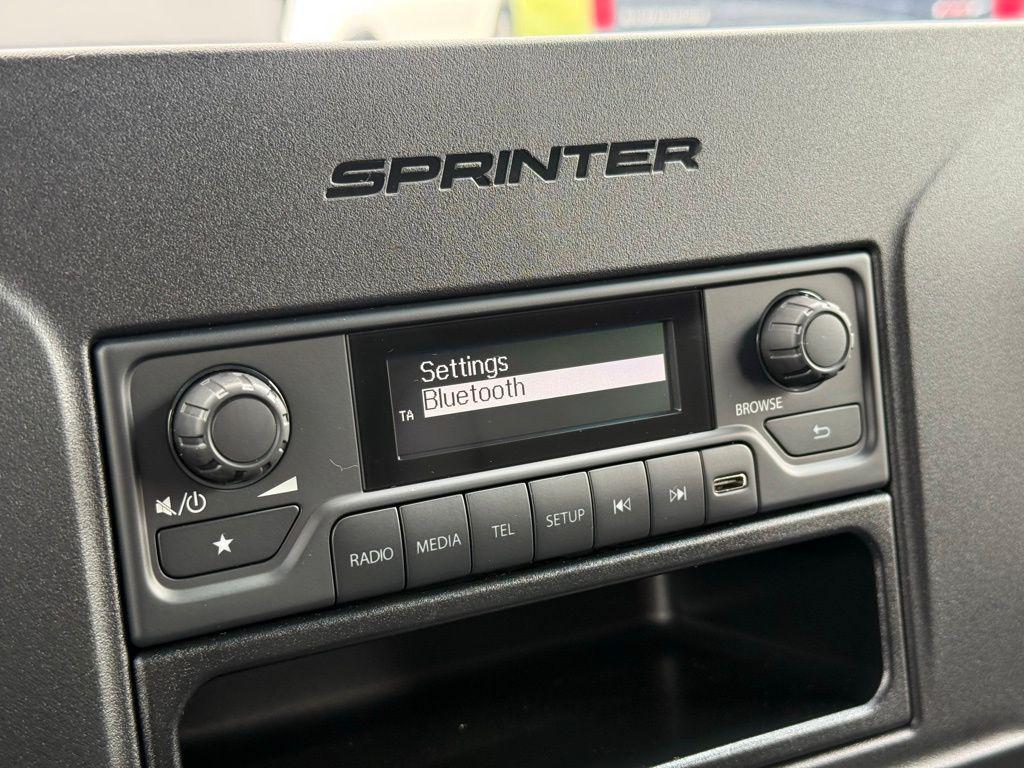 SPRINTER
Settings
Bluetooth
TA
BROWSE
RADIO
MEDIA
TEL
SETUP